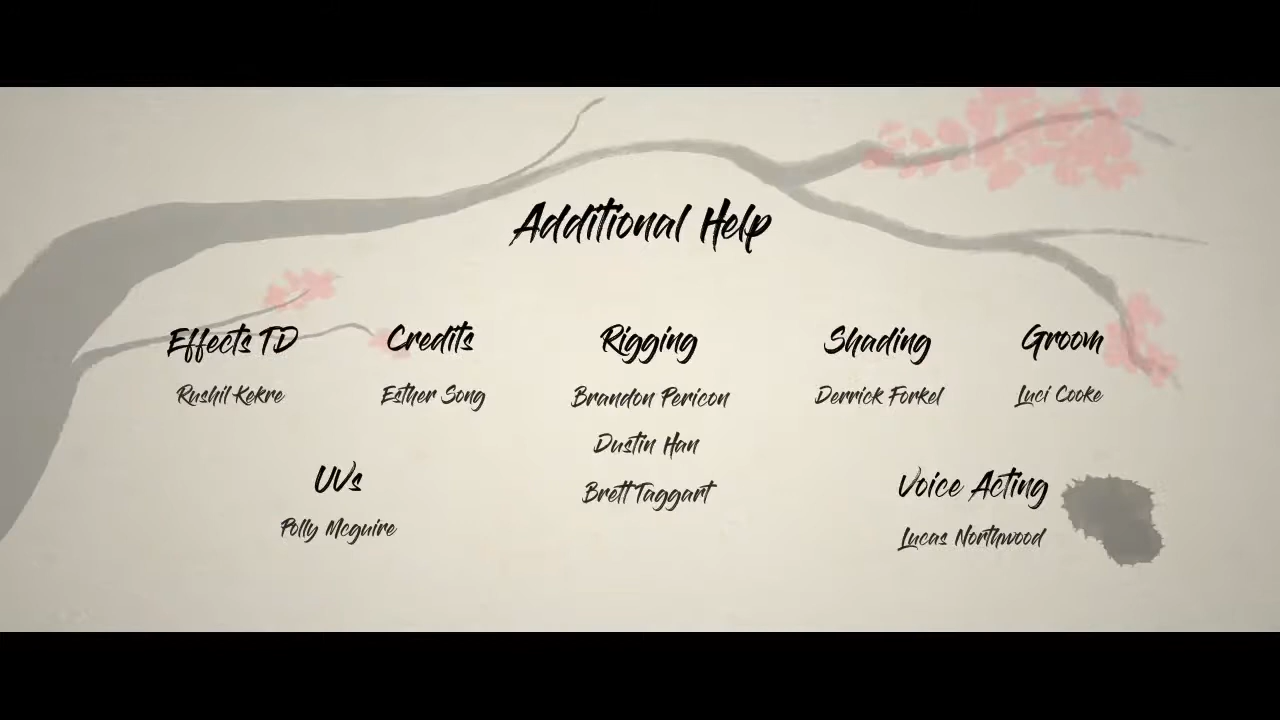 Additional Help
Effects TD
Rushil Kekre
Credits
Esther Song
Rigging
Brandon Pericon
Dustin Han
Brett Taggart
Shading
Derrick Forkel
Groom
Luci Cooke
UVs
Polly Mcguire
Voice Acting
Lucas Northwood